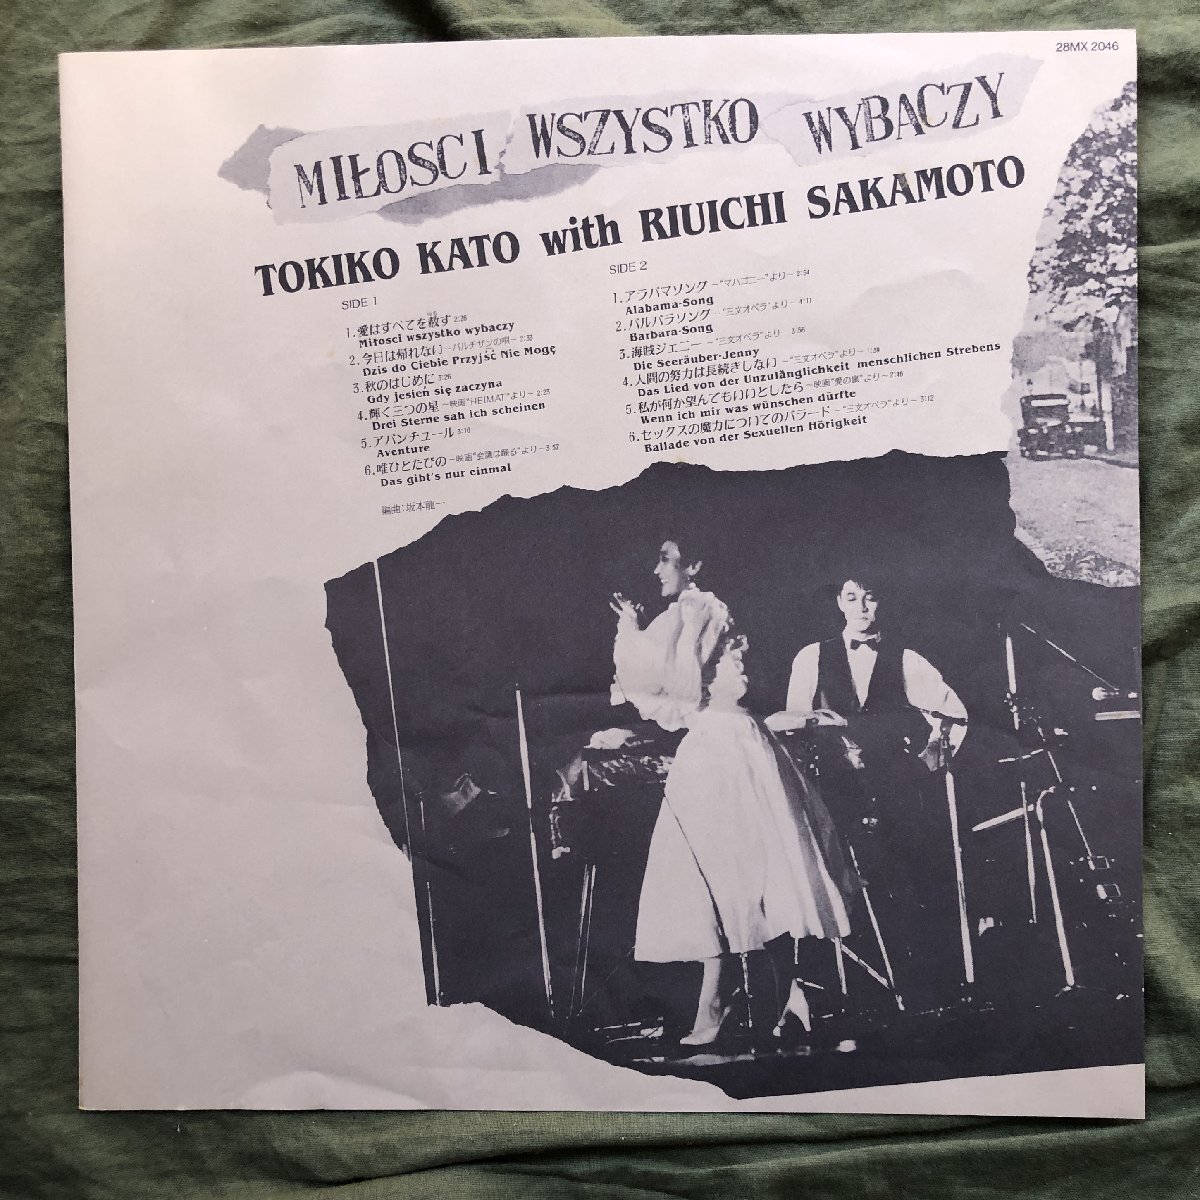 28MX 2046
MIŁOSCI WSZYSTKO WYBACZY
TOKIKO KATO with RIUICHI SAKAMOTO
SIDE 1
1.愛はすべてを赦す 2:26
Miłosci wszystko wybaczy
2.今日は帰れない〜パルチザンの唄〜2:32
Dzis do Ciebie Przyjść Nie Mogę
3.秋のはじめに 3:26
Gdy jesień się zaczyna
4.輝く三つの星〜映画"HEIMAT"より〜2:23
Drei Sterne sah ich scheinen
5.アバンチュール 3:10
Aventure
6.唯ひとたびの〜映画"会議は踊る"より〜3:57
Das gibt's nur einmal
編曲:坂本龍一
SIDE 2
1.アラバマソング〜"マハゴニー"より〜2:54
Alabama-Song
2.バルバラソング〜"三文オペラ"より〜4:11
Barbara-Song
3.海賊ジェニー〜"三文オペラ"より〜3:56
Die Seeräuber-Jenny
4.人間の努力は長続きしない〜"三文オペラ"より〜1:39
Das Lied von der Unzulänglichkeit menschlichen Strebens
5.私が何か望んでもいいとしたら〜映画"愛の嵐"より〜2:46
Wenn ich mir was wünschen dürfte
6.セックスの魔力についてのバラード〜"三文オペラ"より〜3:12
Ballade von der Sexuellen Hörigkeit